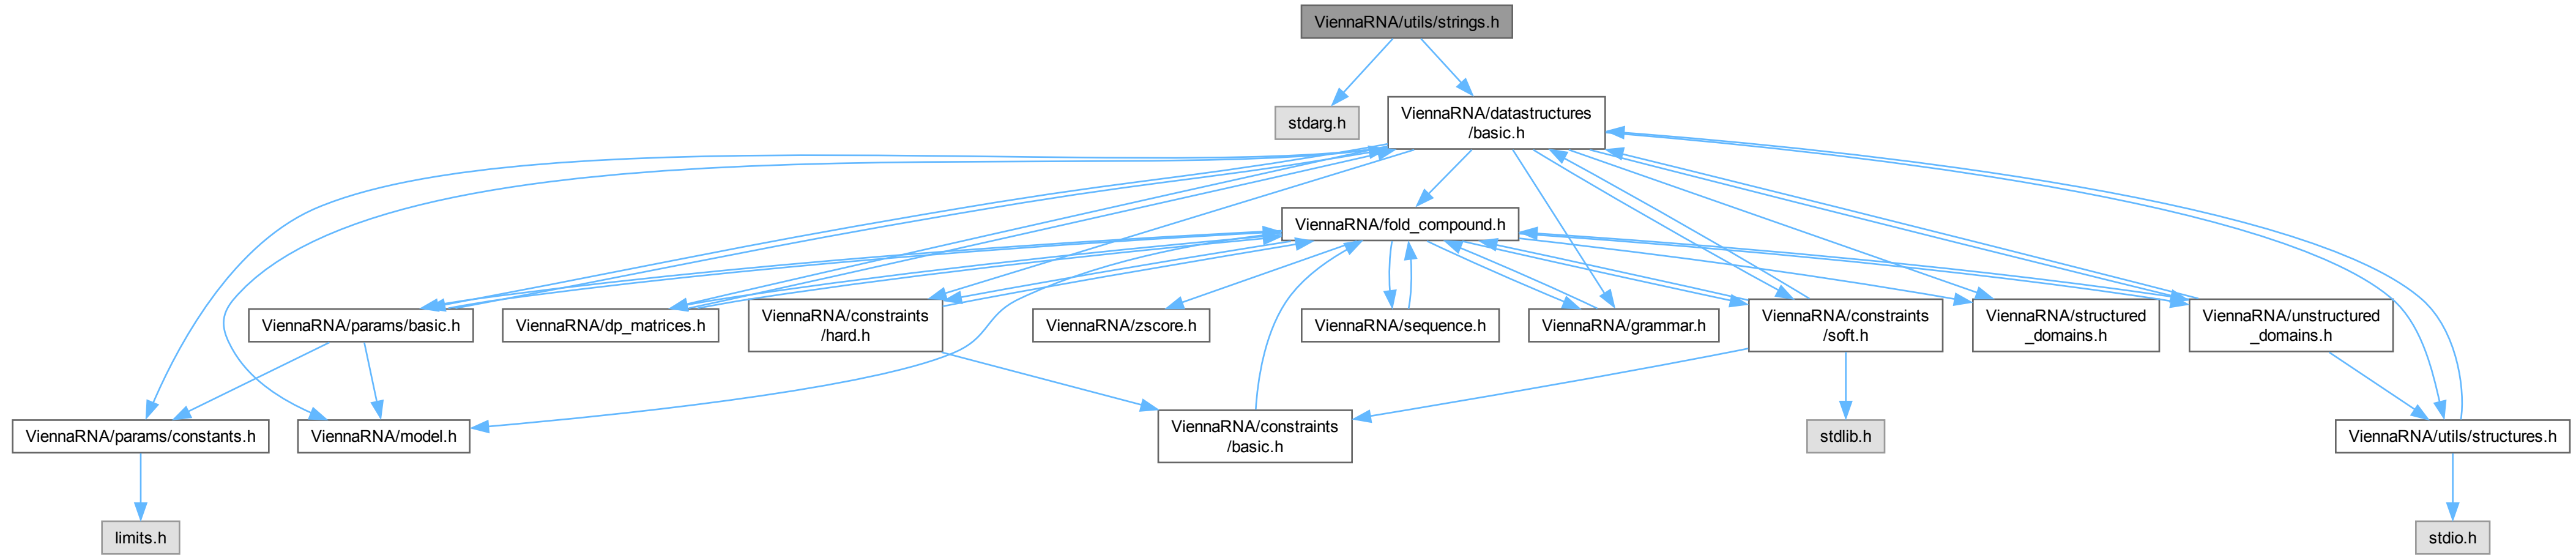 ViennaRNA/utils/strings.h
stdarg.h
ViennaRNA/datastructures
/basic.h
ViennaRNA/fold_compound.h
ViennaRNA/params/basic.h
ViennaRNA/dp_matrices.h
ViennaRNA/constraints
/hard.h
ViennaRNA/zscore.h
ViennaRNA/sequence.h
ViennaRNA/grammar.h
ViennaRNA/constraints
/soft.h
ViennaRNA/structured
_domains.h
ViennaRNA/unstructured
_domains.h
ViennaRNA/params/constants.h
ViennaRNA/model.h
ViennaRNA/constraints
/basic.h
stdlib.h
ViennaRNA/utils/structures.h
limits.h
stdio.h